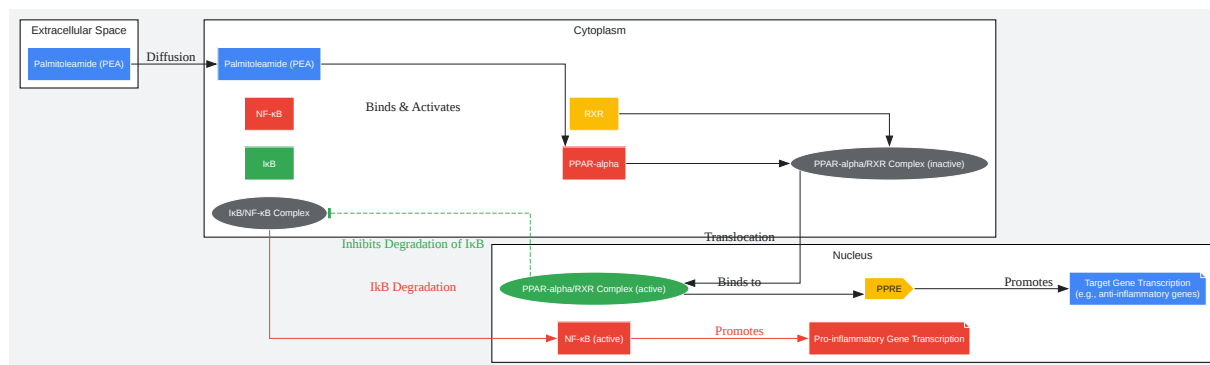 Extracellular Space
Cytoplasm
Palmitoleamide (PEA)
Diffusion
Palmitoleamide (PEA)
NF-κB
Binds & Activates
RXR
IκB
PPAR-alpha
PPAR-alpha/RXR Complex (inactive)
IκB/NF-κB Complex
Inhibits Degradation of IκB
Translocation
Nucleus
IkB Degradation
PPAR-alpha/RXR Complex (active)
Binds to
PPRE
Promotes
Target Gene Transcription
(e.g., anti-inflammatory genes)
NF-κB (active)
Promotes
Pro-inflammatory Gene Transcription